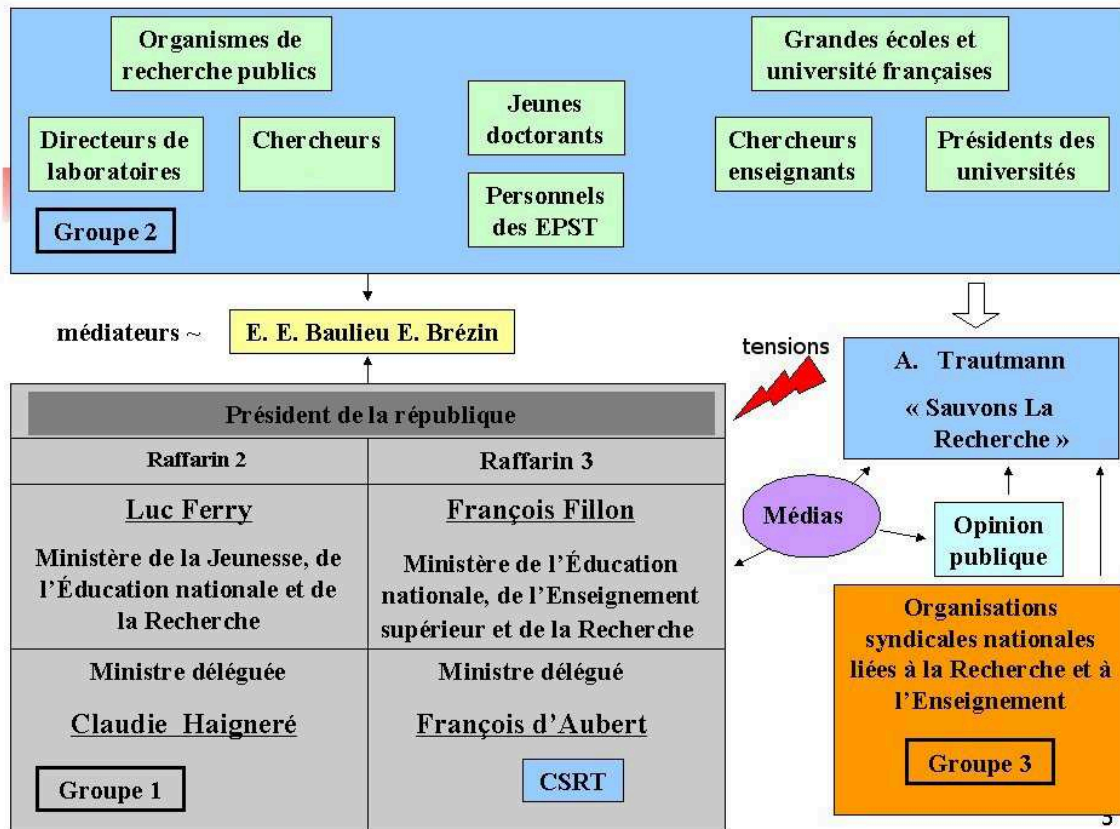 Organismes de
recherche publics
Grandes écoles et
université françaises
Jeunes
doctorants
Directeurs de
laboratoires
Chercheurs
Chercheurs
enseignants
Présidents des
universités
Personnels
des EPST
Groupe 2
médiateurs ~
E. E. Baulieu E. Brézin
tensions
A. Trautmann
« Sauvons La
Recherche »
Président de la république
Raffarin 2
Raffarin 3
Luc Ferry
Ministère de la Jeunesse, de
l’Éducation nationale et de
la Recherche
François Fillon
Ministère de l’Éducation
nationale, de l’Enseignement
supérieur et de la Recherche
Médias
Opinion
publique
Ministre déléguée
Claudie Haigneré
Ministre délégué
François d’Aubert
Groupe 1
CSRT
Organisations
syndicales nationales
liées à la Recherche et à
l’Enseignement
Groupe 3